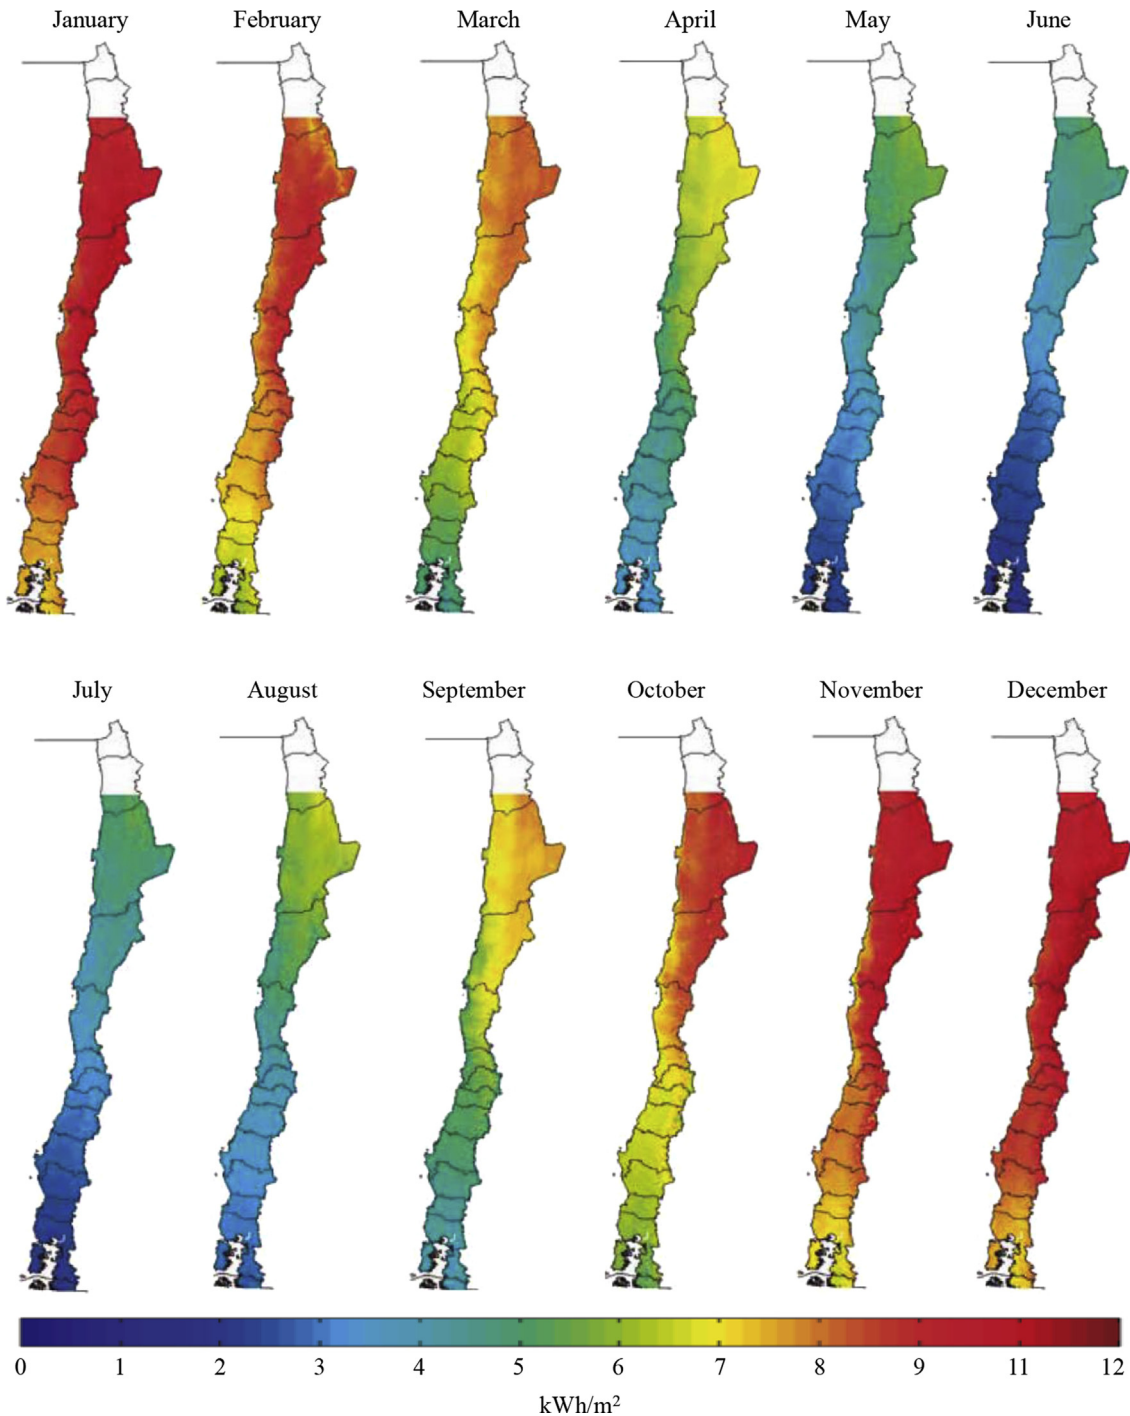 January February March April May June
July August September October November December
0 1 2 3 4 5 6 7 8 9 11 12
kWh/m²